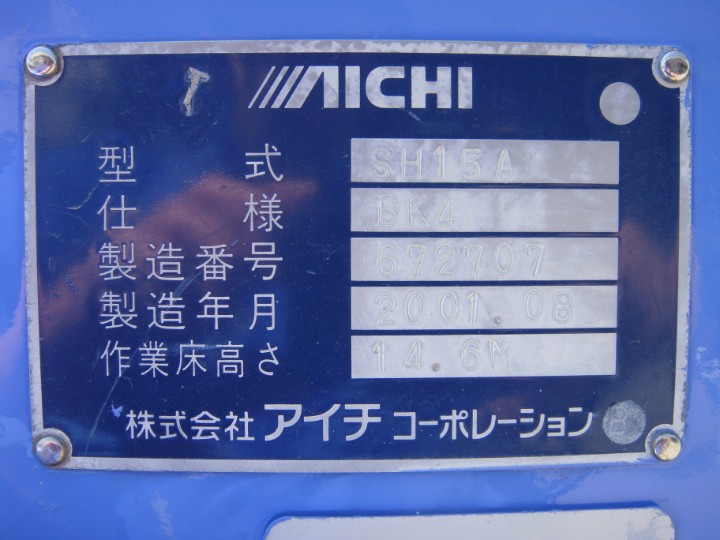 AICHI
型式 SH15A
仕様 BK4
製造番号 672707
製造年月 2001.08
作業床高さ 14.6M
株式会社 アイチ コーポレーション